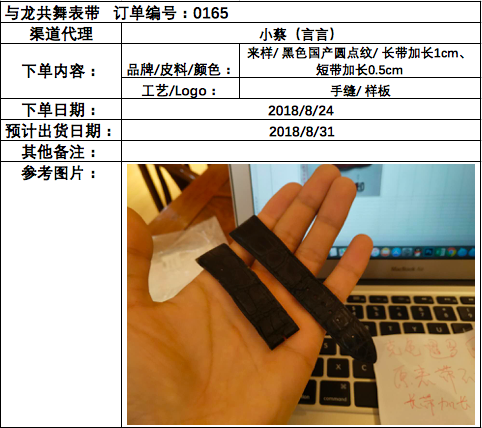 与龙共舞表带 订单编号：0165
渠道代理 小蔡（言言）
下单内容： 品牌/皮料/颜色： 来样/ 黑色国产圆点纹/ 长带加长1cm、
短带加长0.5cm
工艺/Logo： 手缝/ 样板
下单日期： 2018/8/24
预计出货日期： 2018/8/31
其他备注：
参考图片：
MacBook Air
长带加长